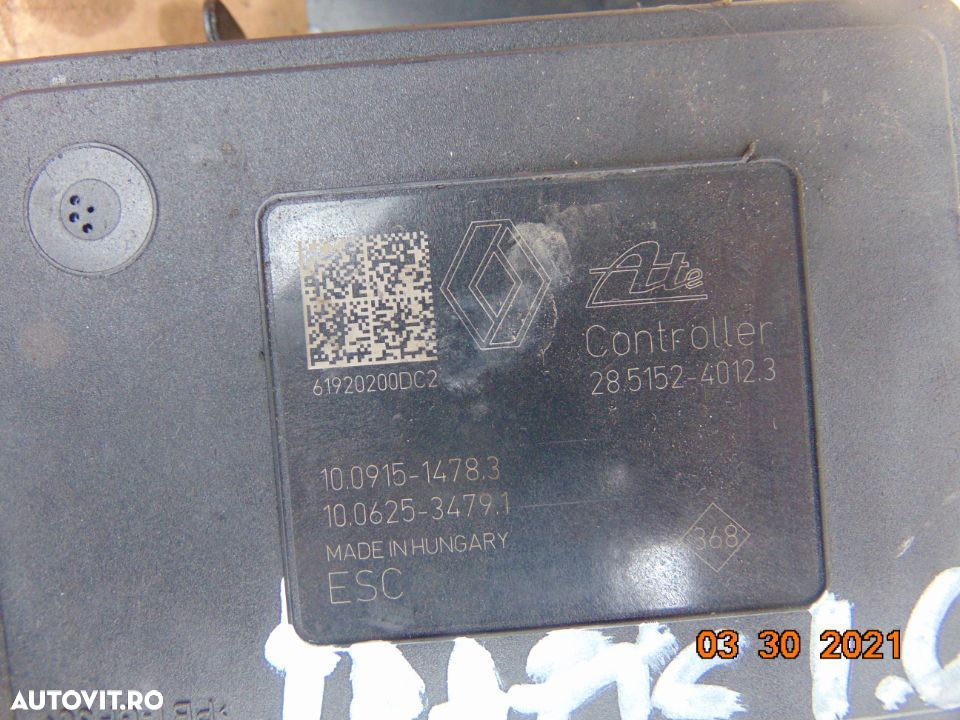 Ate
Controller
28.5152-4012.3
61920200DC2
10.0915-1478.3
10.0625-3479.1
MADE IN HUNGARY
368
ESC
03 30 2021
AUTOVIT.RO